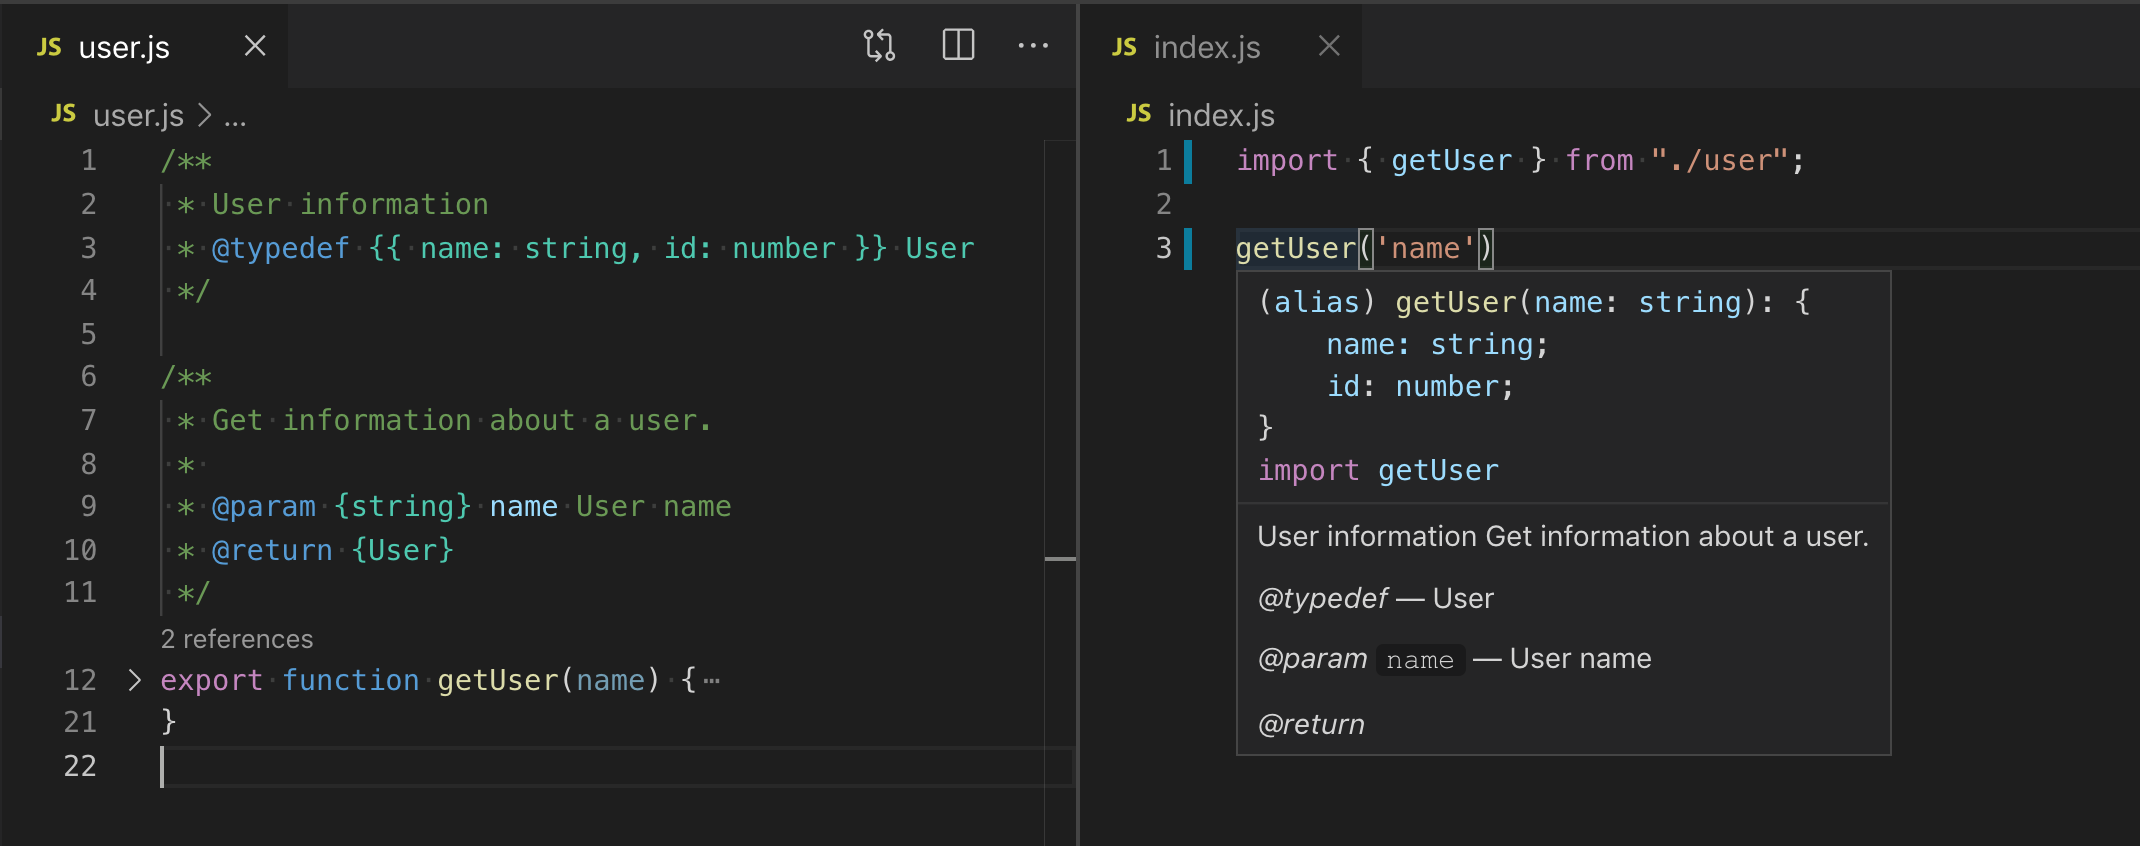 JS user.js
JS user.js > ...
1 /**
2  * User information
3  * @typedef {{ name: string, id: number }} User
4  */
5
6 /**
7  * Get information about a user.
8  *
9  * @param {string} name User name
10  * @return {User}
11  */
2 references
12 > export function getUser(name) {⋯
21 }
22
JS index.js
JS index.js
1 import { getUser } from "./user";
2
3 getUser('name')
(alias) getUser(name: string): {
    name: string;
    id: number;
}
import getUser
User information Get information about a user.
@typedef — User
@param name — User name
@return